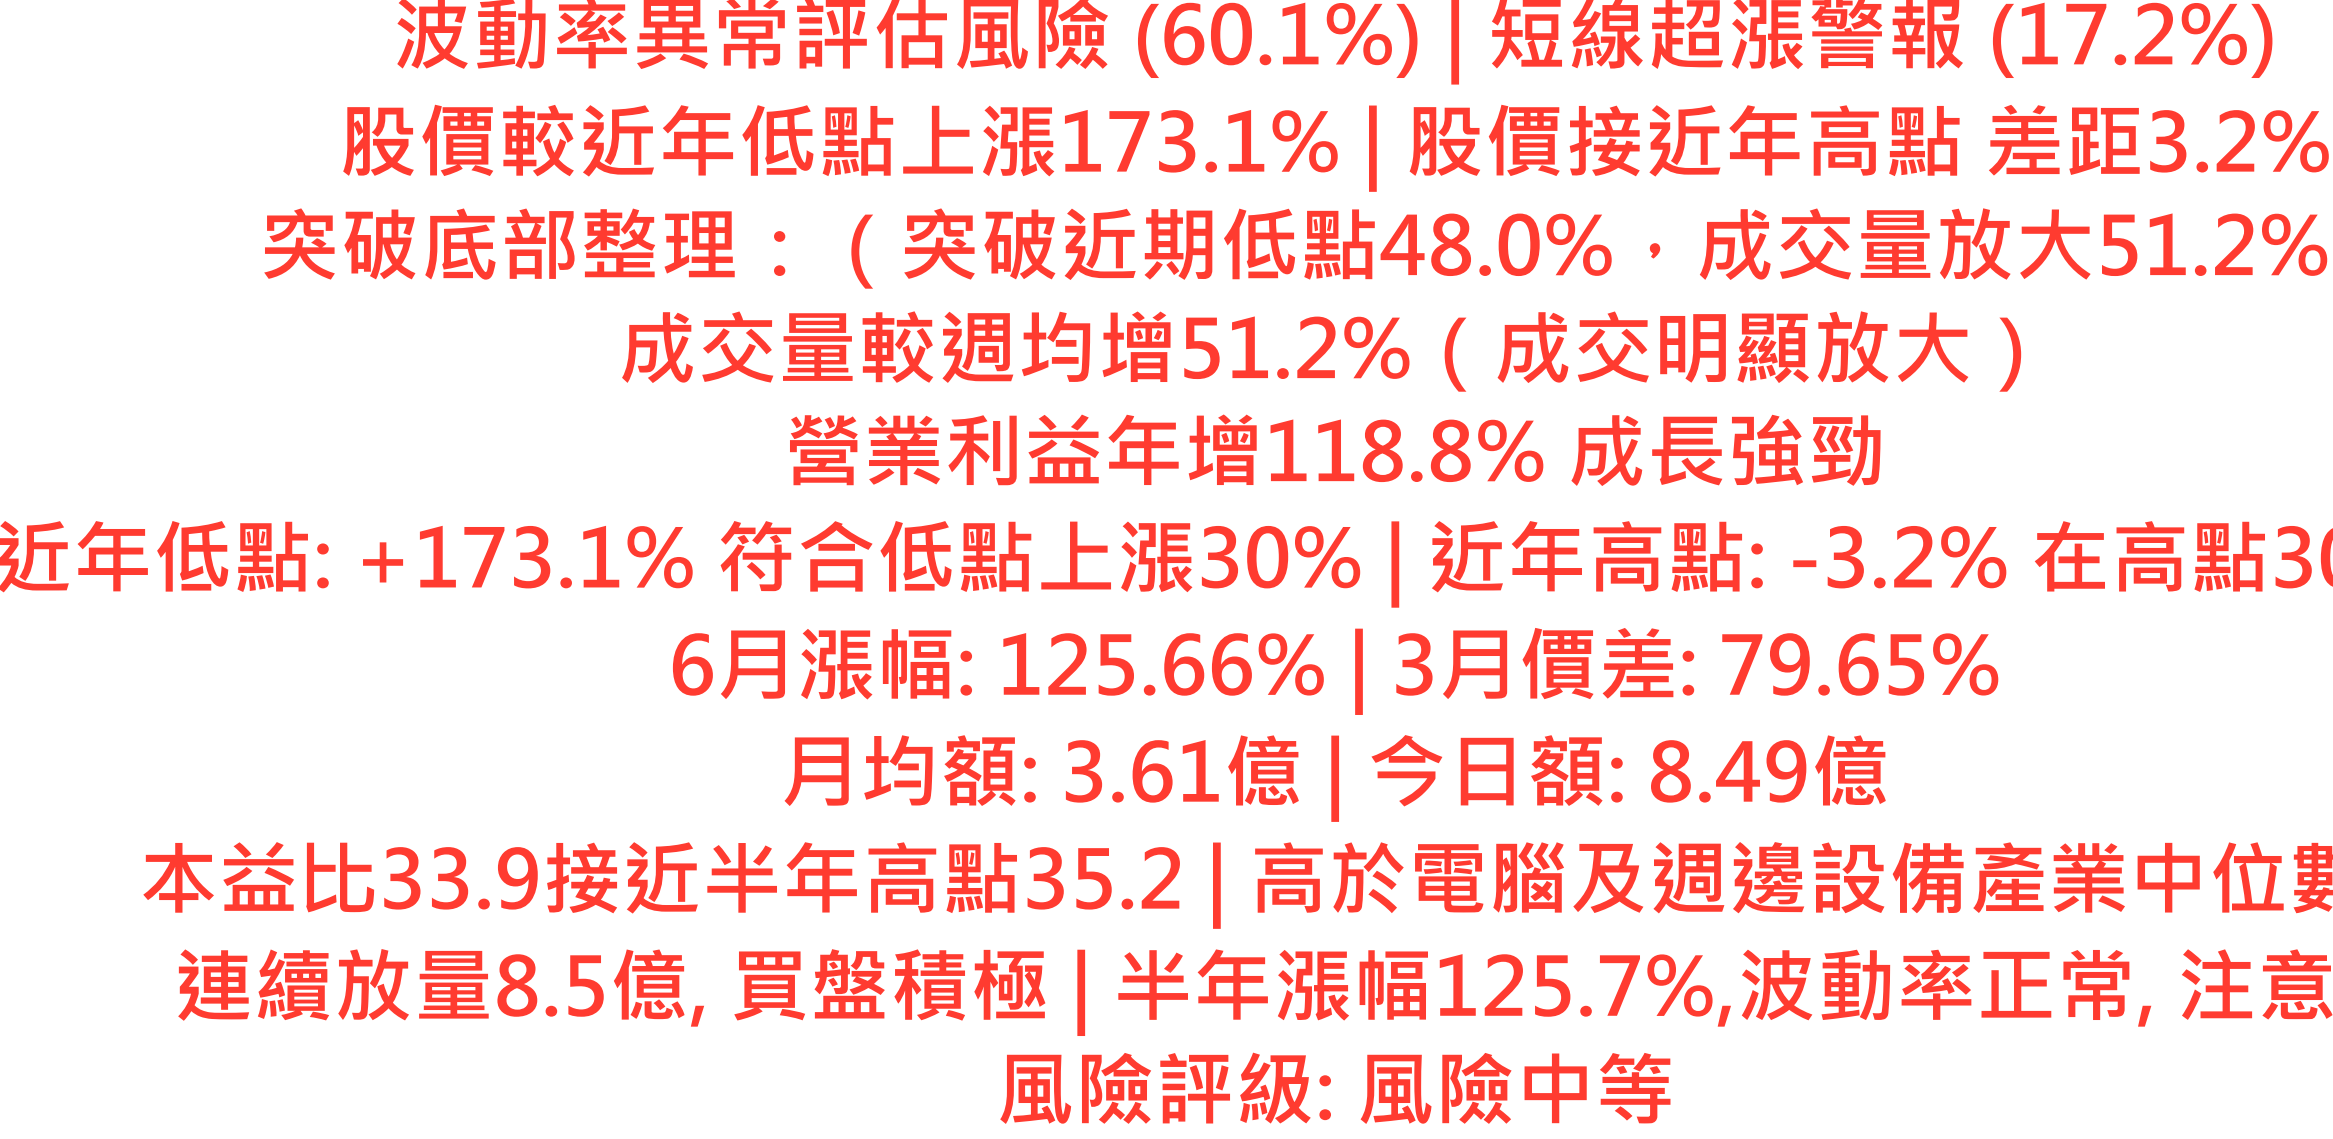 波動率異常評估風險 (60.1%) | 短線超漲警報 (17.2%)
股價較近年低點上漲173.1% | 股價接近年高點 差距3.2%
突破底部整理：（突破近期低點48.0%，成交量放大51.2%
成交量較週均增51.2%（成交明顯放大）
營業利益年增118.8% 成長強勁
近年低點: +173.1% 符合低點上漲30% | 近年高點: -3.2% 在高點30
6月漲幅: 125.66% | 3月價差: 79.65%
月均額: 3.61億 | 今日額: 8.49億
本益比33.9接近半年高點35.2 | 高於電腦及週邊設備產業中位數
連續放量8.5億, 買盤積極 | 半年漲幅125.7%,波動率正常, 注意
風險評級: 風險中等